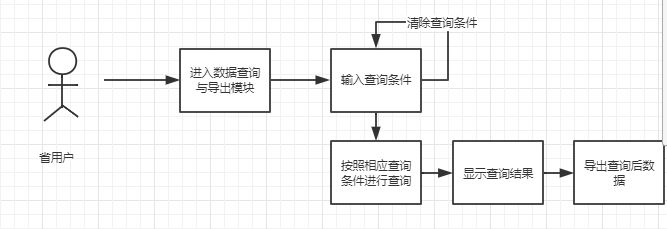 清除查询条件
进入数据查询
与导出模块
输入查询条件
省用户
按照相应查询
条件进行查询
显示查询结果
导出查询后数
据